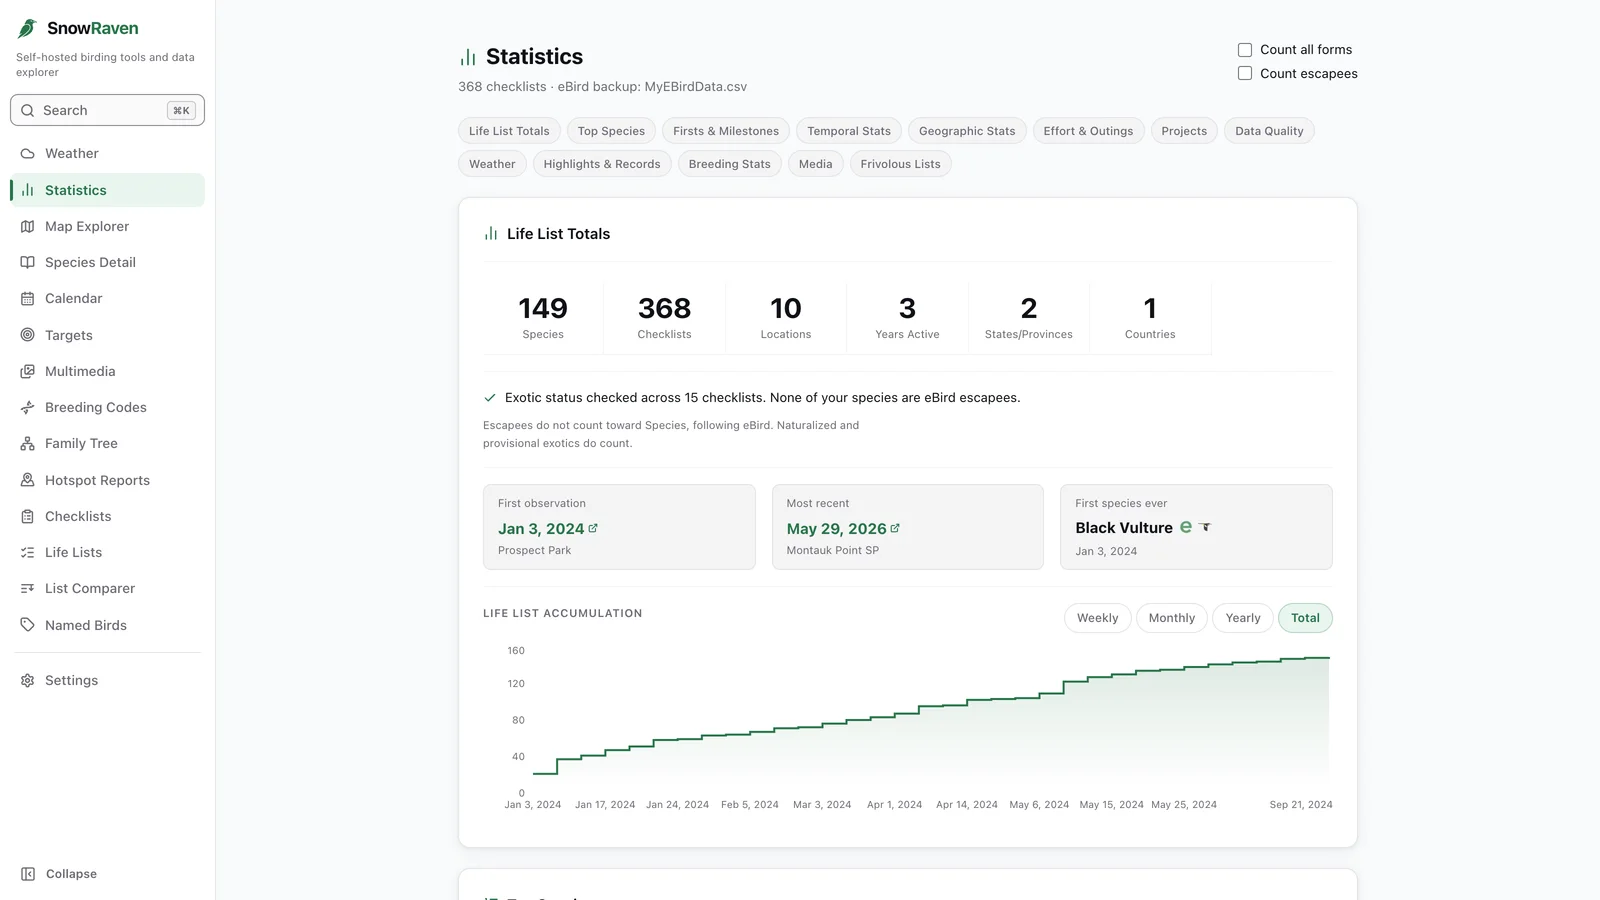 SnowRaven
Self-hosted birding tools and data
explorer
Search ⌘K
Weather
Statistics
Map Explorer
Species Detail
Calendar
Targets
Multimedia
Breeding Codes
Family Tree
Hotspot Reports
Checklists
Life Lists
List Comparer
Named Birds
Settings
Collapse
Statistics
368 checklists · eBird backup: MyEBirdData.csv
Count all forms
Count escapees
Life List Totals Top Species Firsts & Milestones Temporal Stats Geographic Stats Effort & Outings Projects Data Quality
Weather Highlights & Records Breeding Stats Media Frivolous Lists
Life List Totals
149 368 10 3 2 1
Species Checklists Locations Years Active States/Provinces Countries
Exotic status checked across 15 checklists. None of your species are eBird escapees.
Escapees do not count toward Species, following eBird. Naturalized and
provisional exotics do count.
First observation
Jan 3, 2024
Prospect Park
Most recent
May 29, 2026
Montauk Point SP
First species ever
Black Vulture
Jan 3, 2024
LIFE LIST ACCUMULATION
Weekly Monthly Yearly Total
160
120
80
40
0
Jan 3, 2024 Jan 17, 2024 Jan 24, 2024 Feb 5, 2024 Mar 3, 2024 Apr 1, 2024 Apr 14, 2024 May 6, 2024 May 15, 2024 May 25, 2024 Sep 21, 2024